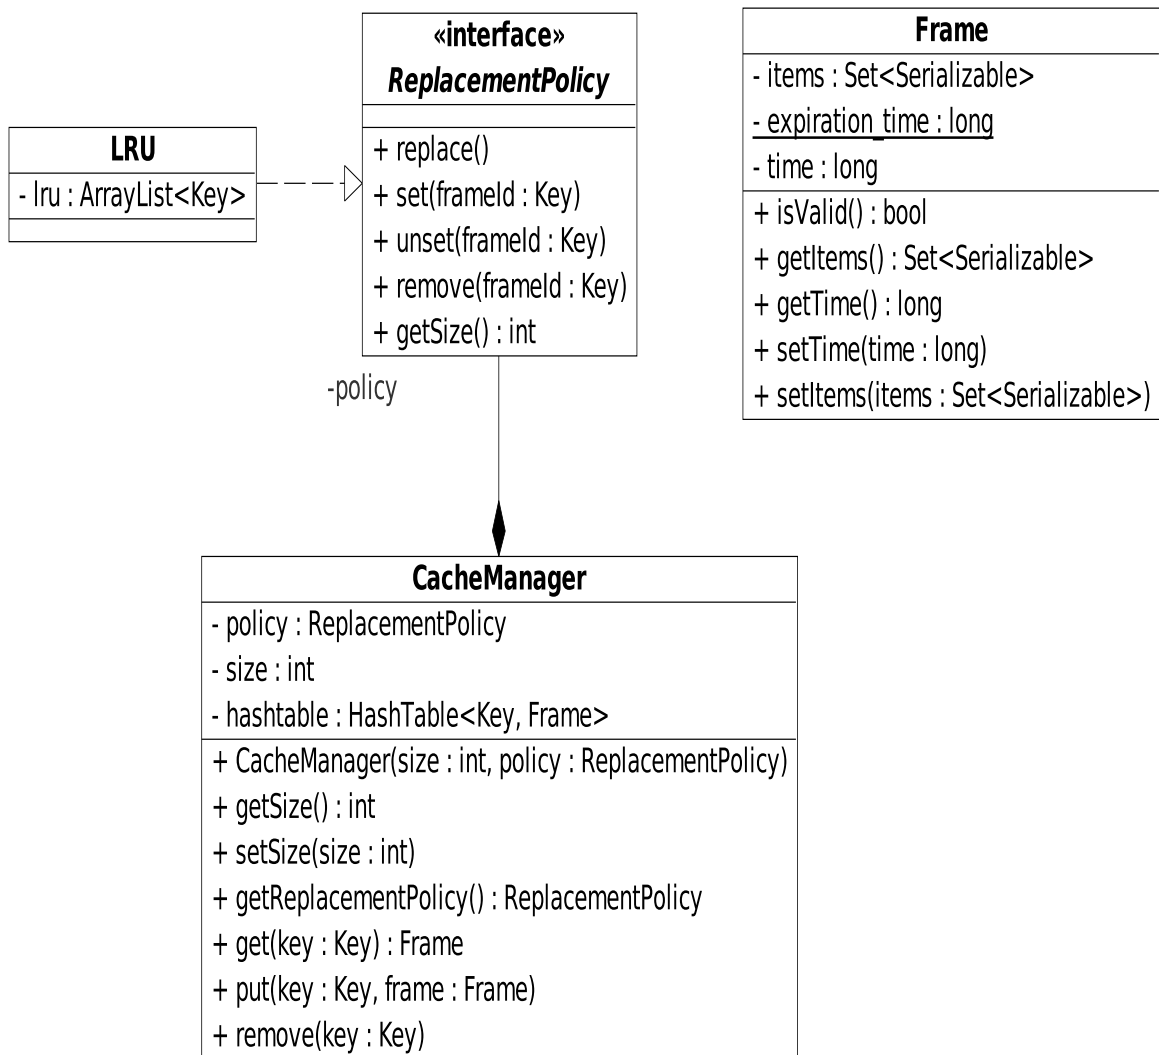 «interface»
ReplacementPolicy
+ replace()
+ set(frameId : Key)
+ unset(frameId : Key)
+ remove(frameId : Key)
+ getSize() : int
Frame
- items : Set<Serializable>
- expiration_time : long
- time : long
+ isValid() : bool
+ getItems() : Set<Serializable>
+ getTime() : long
+ setTime(time : long)
+ setItems(items : Set<Serializable>)
LRU
- lru : ArrayList<Key>
-policy
CacheManager
- policy : ReplacementPolicy
- size : int
- hashtable : HashTable<Key, Frame>
+ CacheManager(size : int, policy : ReplacementPolicy)
+ getSize() : int
+ setSize(size : int)
+ getReplacementPolicy() : ReplacementPolicy
+ get(key : Key) : Frame
+ put(key : Key, frame : Frame)
+ remove(key : Key)